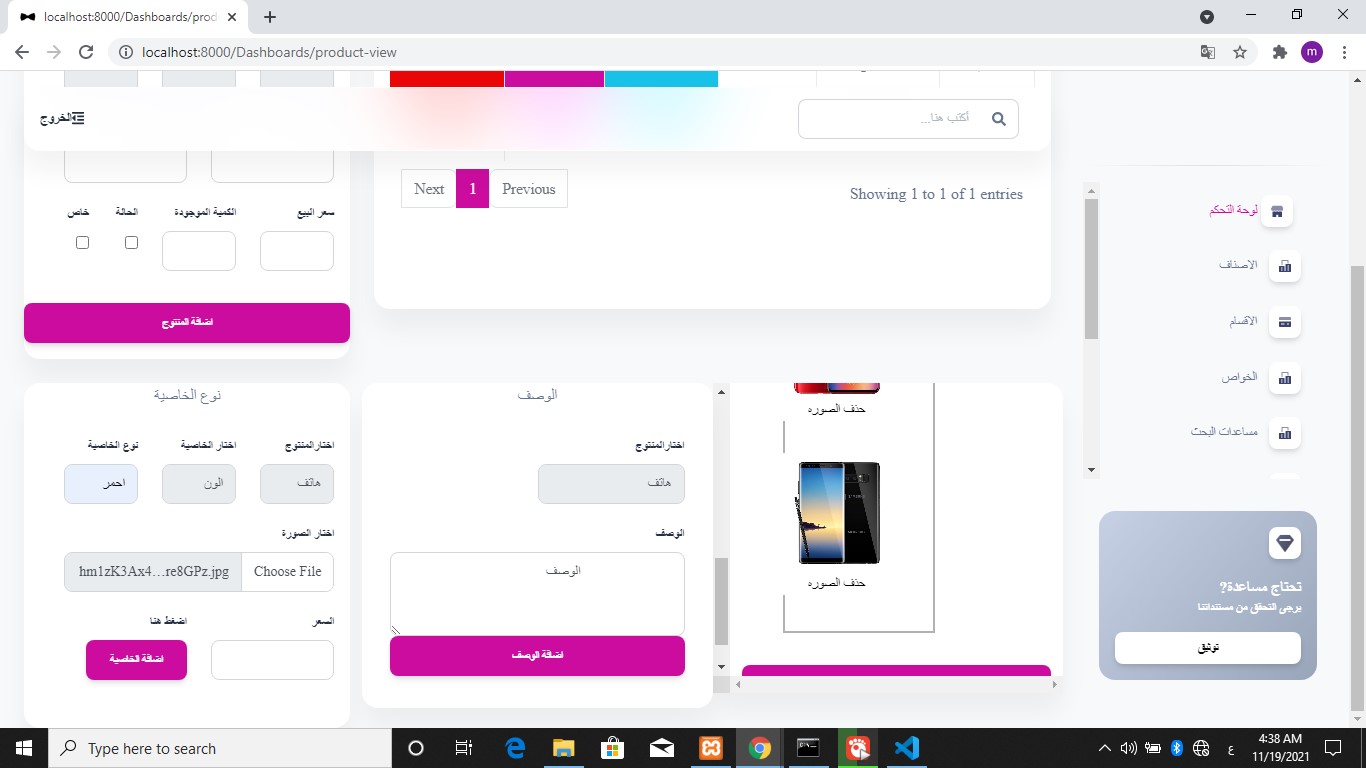 localhost:8000/Dashboards/prod
localhost:8000/Dashboards/product-view
m
الخروج
أكتب هنا...
Next
1
Previous
Showing 1 to 1 of 1 entries
سعر البيع
الكمية الموجودة
الحالة
خاص
اضافة المنتوج
لوحة التحكم
الاصناف
الاقسام
الخواص
مساعدات البحث
تحتاج مساعدة?
يرجى التحقق من مستنداتنا
توثيق
حذف الصوره
حذف الصوره
الوصف
اختارالمنتوج
هاتف
الوصف
الوصف
اضافة الوصف
نوع الخاصية
اختارالمنتوج
اختار الخاصية
نوع الخاصية
هاتف
الون
احمر
اختار الصورة
Choose File
hm1zK3Ax4...re8GPz.jpg
السعر
اضغط هنا
اضافة الخاصية
Type here to search
ع
4:38 AM
11/19/2021